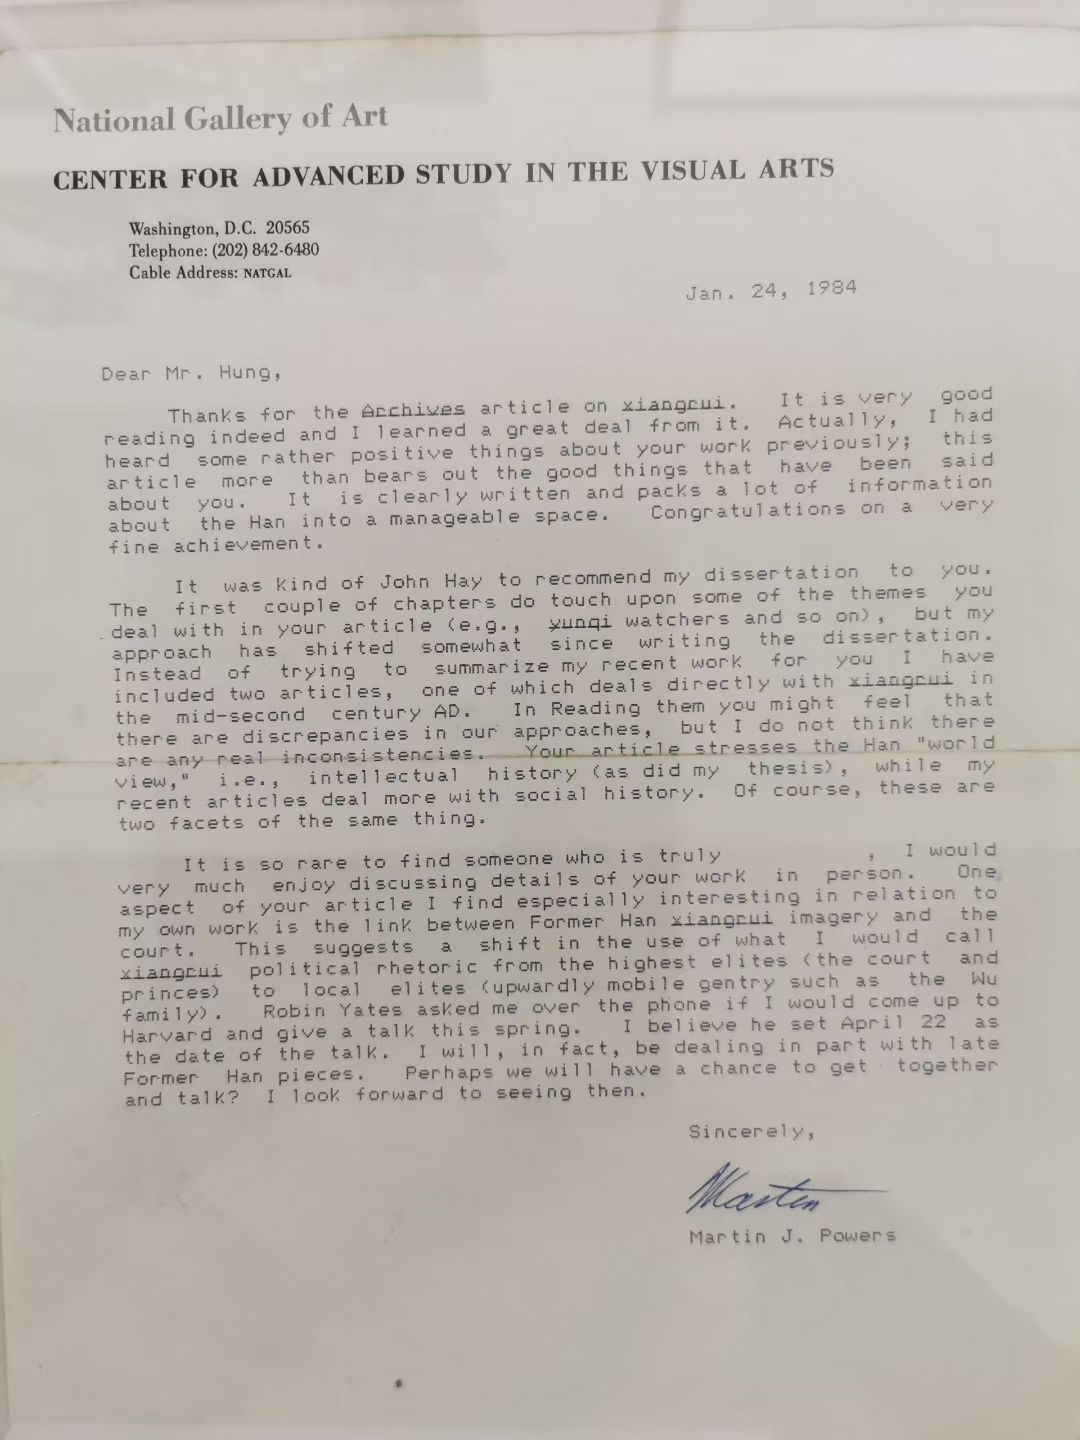 National Gallery of Art
CENTER FOR ADVANCED STUDY IN THE VISUAL ARTS
Washington, D.C. 20565
Telephone: (202) 842-6480
Cable Address: NATGAL
Jan. 24, 1984
Dear Mr. Hung,
Thanks for the Archives article on xiangrui. It is very good
reading indeed and I learned a great deal from it. Actually, I had
heard some rather positive things about your work previously; this
article more than bears out the good things that have been said
about you. It is clearly written and packs a lot of information
about the Han into a manageable space. Congratulations on a very
fine achievement.
It was kind of John Hay to recommend my dissertation to you.
The first couple of chapters do touch upon some of the themes you
deal with in your article (e.g., yunqi watchers and so on), but my
approach has shifted somewhat since writing the dissertation.
Instead of trying to summarize my recent work for you I have
included two articles, one of which deals directly with xiangrui in
the mid-second century AD. In Reading them you might feel that
there are discrepancies in our approaches, but I do not think there
are any real inconsistencies. Your article stresses the Han "world
view," i.e., intellectual history (as did my thesis), while my
recent articles deal more with social history. Of course, these are
two facets of the same thing.
It is so rare to find someone who is truly , I would
very much enjoy discussing details of your work in person. One
aspect of your article I find especially interesting in relation to
my own work is the link between Former Han xiangrui imagery and the
court. This suggests a shift in the use of what I would call
xiangrui political rhetoric from the highest elites (the court and
princes) to local elites (upwardly mobile gentry such as the Wu
family). Robin Yates asked me over the phone if I would come up to
Harvard and give a talk this spring. I believe he set April 22 as
the date of the talk. I will, in fact, be dealing in part with late
Former Han pieces. Perhaps we will have a chance to get together
and talk? I look forward to seeing then.
Sincerely,
Martin
Martin J. Powers